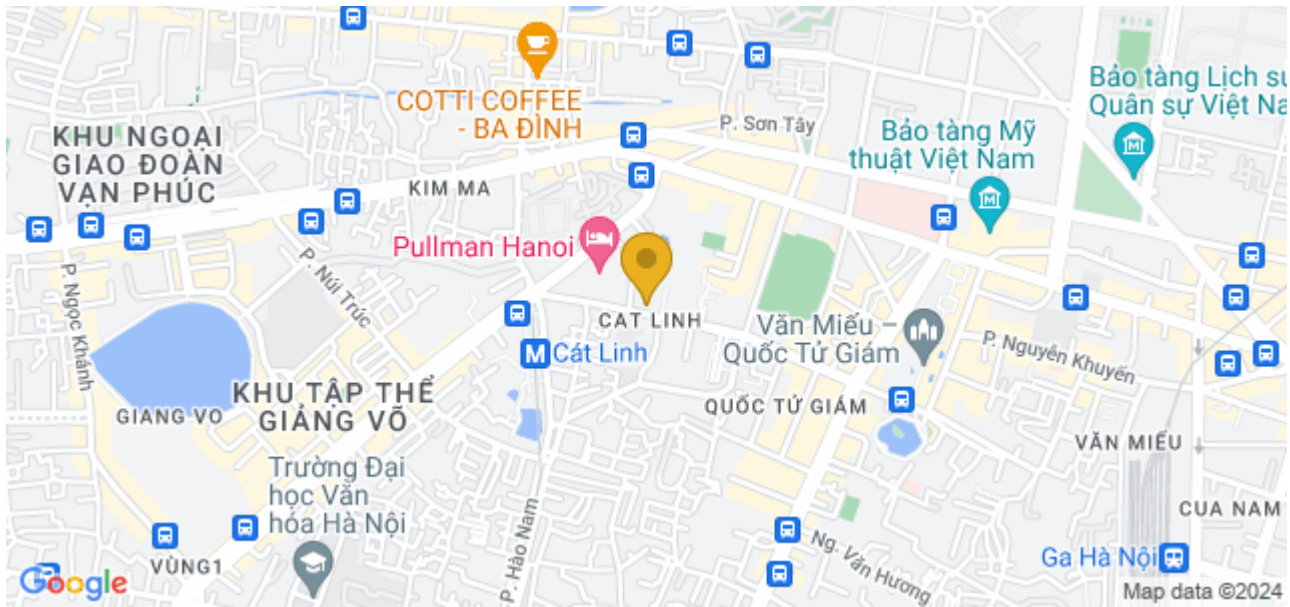 COTTI COFFEE
- BA ĐÌNH
P. Sơn Tây
Bảo tàng Lịch sử
Quân sự Việt Na
Bảo tàng Mỹ
thuật Việt Nam
KHU NGOẠI
GIAO ĐOÀN
VẠN PHÚC
KIM MA
Pullman Hanoi
P. Núi Trúc
P. Ngọc Khánh
CAT LINH
M Cát Linh
Văn Miếu –
Quốc Tử Giám
P. Nguyên Khuyến
KHU TẬP THỂ
GIẢNG VÕ
GIANG VO
QUỐC TỬ GIÁM
VĂN MIẾU
Trường Đại
học Văn
hóa Hà Nội
P. Hào Nam
CUA NAM
Ng. Văn Hương
Ga Hà Nội
VÙNG1
Google
Map data ©2024